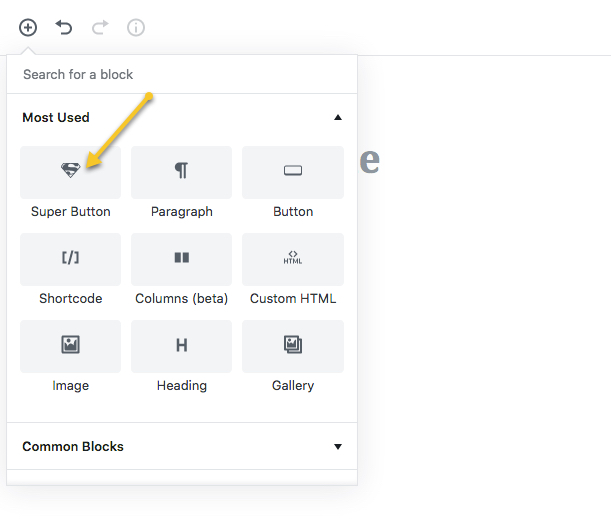 Search for a block
Most Used
e
Super Button
Paragraph
Button
[/]
HTML
Shortcode
Columns (beta)
Custom HTML
H
Image
Heading
Gallery
Common Blocks